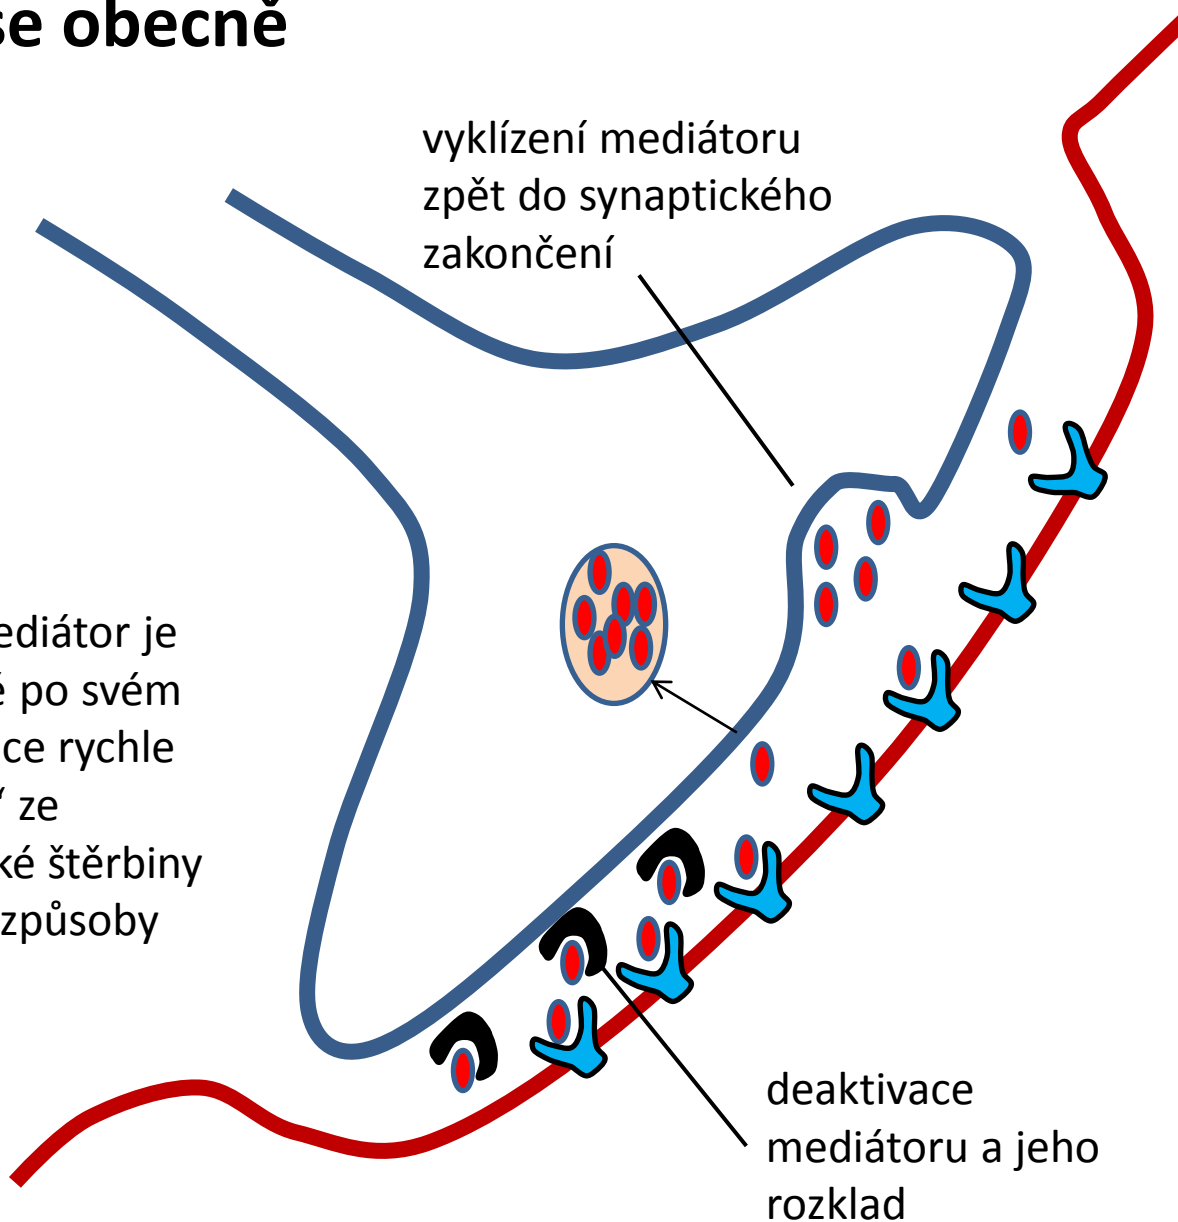 se obecně
vyklízení mediátoru
zpět do synaptického
zakončení
ediátor je
ě po svém
ce rychle
“ ze
ké štěrbiny
způsoby
deaktivace
mediátoru a jeho
rozklad